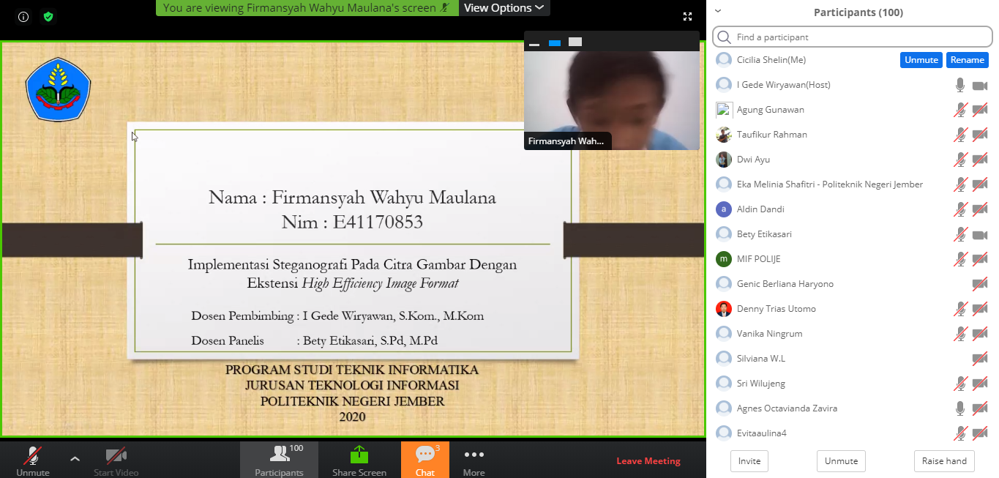 You are viewing Firmansyah Wahyu Maulana's screen
View Options
Firmansyah Wah...
Nama : Firmansyah Wahyu Maulana
Nim : E41170853
Implementasi Steganografi Pada Citra Gambar Dengan
Ekstensi High Efficiency Image Format
Dosen Pembimbing : I Gede Wiryawan, S.Kom., M.Kom
Dosen Panelis : Bety Etikasari, S.Pd, M.Pd
PROGRAM STUDI TEKNIK INFORMATIKA
JURUSAN TEKNOLOGI INFORMASI
POLITEKNIK NEGERI JEMBER
2020
Unmute
Start Video
100
Participants
Share Screen
3
Chat
More
Leave Meeting
Participants (100)
Find a participant
Cicilia Shelin(Me) Unmute Rename
I Gede Wiryawan(Host)
Agung Gunawan
Taufikur Rahman
Dwi Ayu
Eka Melinia Shafitri - Politeknik Negeri Jember
a Aldin Dandi
Bety Etikasari
m MIF POLIJE
Genic Berliana Haryono
Denny Trias Utomo
Vanika Ningrum
Silviana W.L
Sri Wilujeng
Agnes Octavianda Zavira
Evitaaulina4
Invite Unmute Raise hand